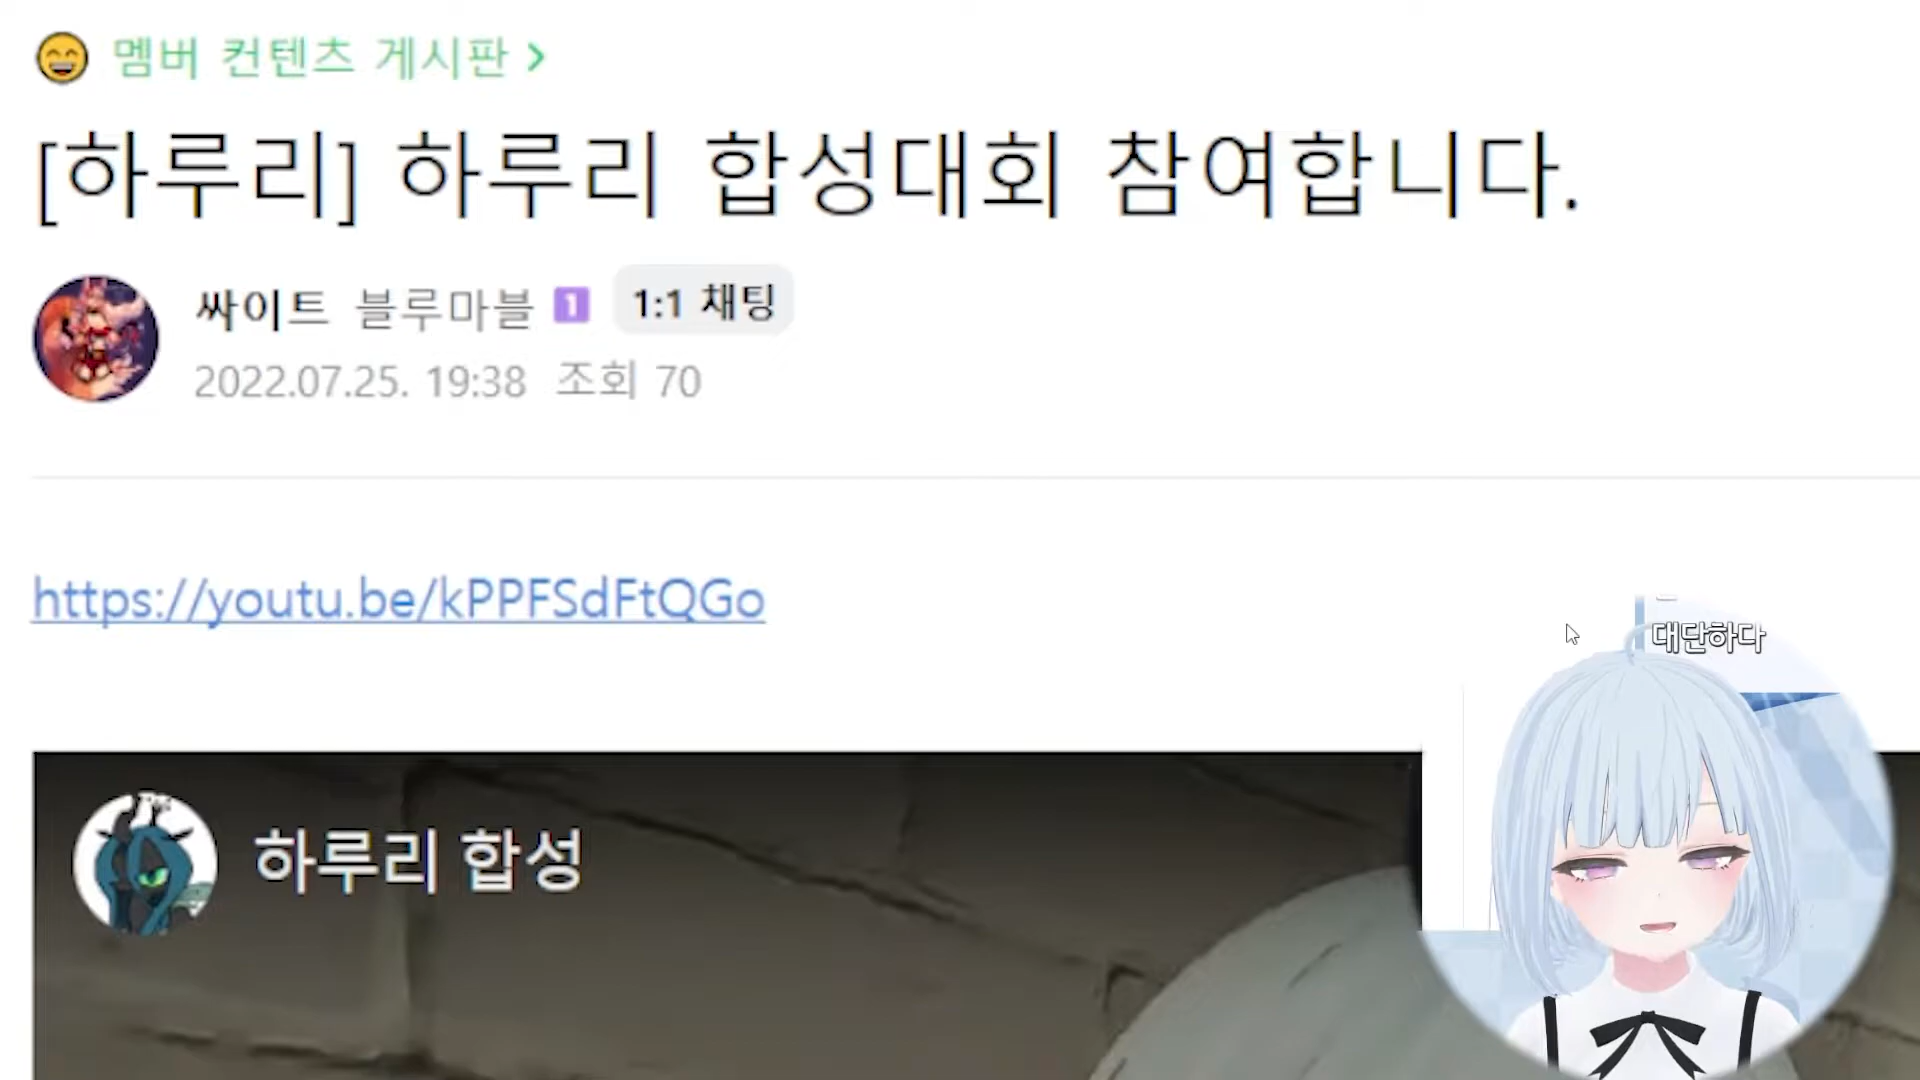 멤버 컨텐츠 게시판 >
[하루리] 하루리 합성대회 참여합니다.
싸이트 블루마블 1 1:1 채팅
2022.07.25. 19:38 조회 70
https://youtu.be/kPPFSdFtQGo
대단하다
하루리 합성